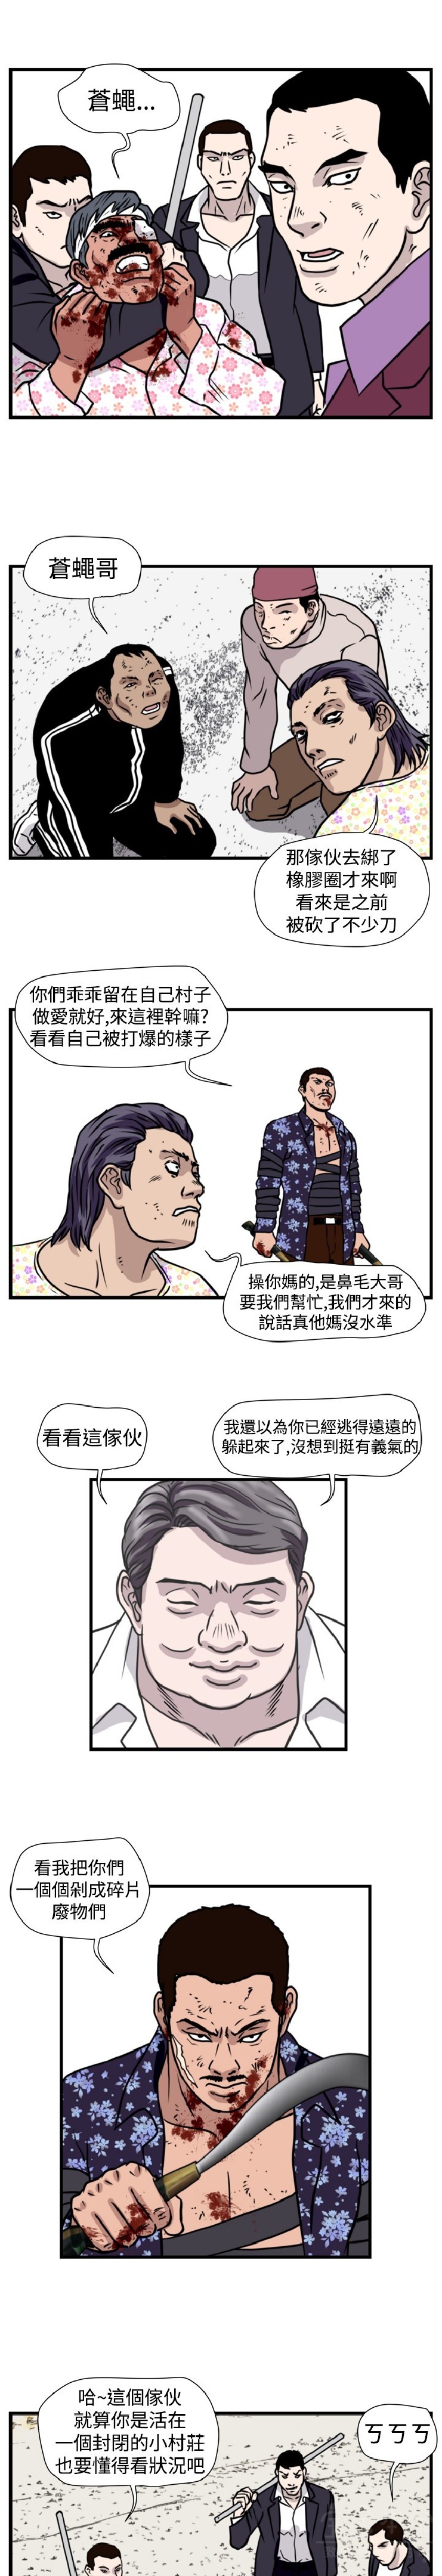 蒼蠅...
蒼蠅哥
那傢伙去綁了
橡膠圈才來啊
看來是之前
被砍了不少刀
你們乖乖留在自己村子
做愛就好,來這裡幹嘛?
看看自己被打爆的樣子
操你媽的,是鼻毛大哥
要我們幫忙,我們才來的
說話真他媽沒水準
看看這傢伙
我還以為你已經逃得遠遠的
躲起來了,沒想到挺有義氣的
看我把你們
一個個剁成碎片
廢物們
哈~這個傢伙
就算你是活在
一個封閉的小村莊
也要懂得看狀況吧
ㄎㄎㄎ